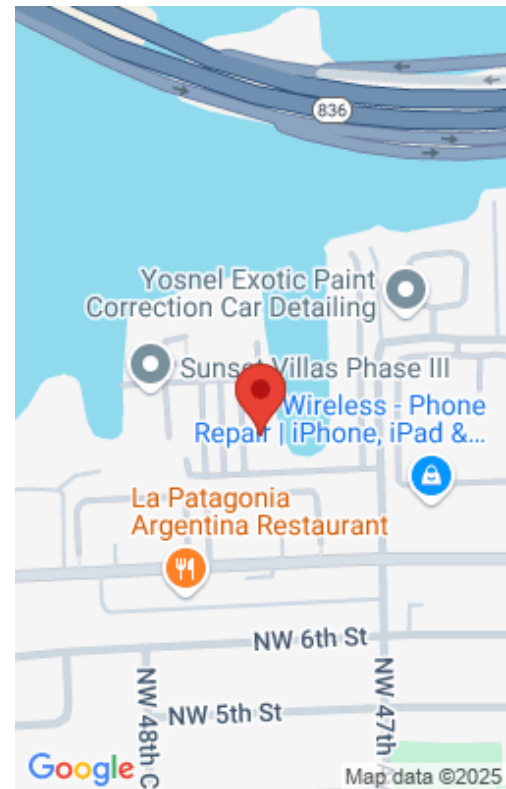 836
Yosnel Exotic Paint
Correction Car Detailing
Sunset Villas Phase III
Wireless - Phone
Repair | iPhone, iPad &...
La Patagonia
Argentina Restaurant
NW 6th St
NW 48th C
NW 5th St
NW 47th
Google
Map data ©2025